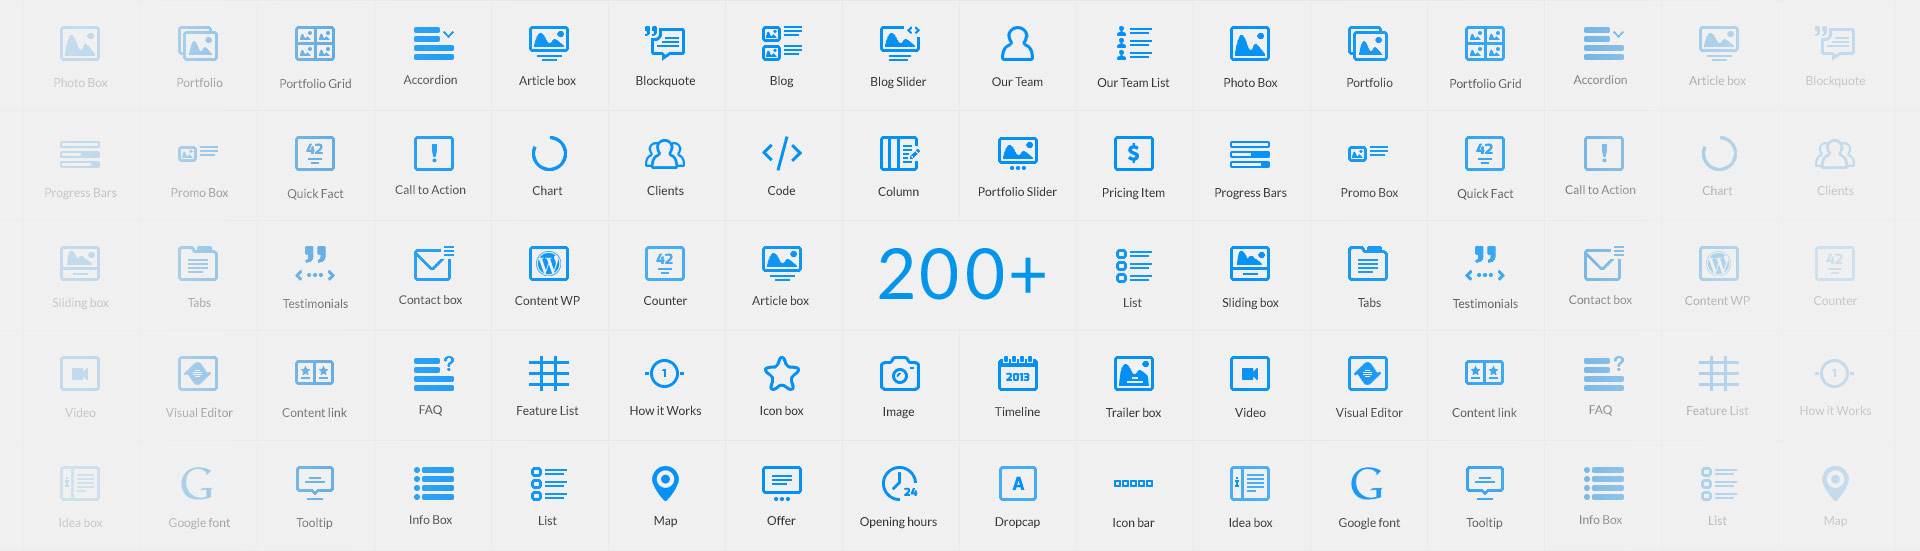 Photo Box Portfolio Portfolio Grid Accordion Article box Blockquote Blog Blog Slider Our Team Our Team List Photo Box Portfolio Portfolio Grid Accordion Article box Blockquote
42 $ 42
Progress Bars Promo Box Quick Fact Call to Action Chart Clients Code Column Portfolio Slider Pricing Item Progress Bars Promo Box Quick Fact Call to Action Chart Clients
42 200+ 42
Sliding box Tabs Testimonials Contact box Content WP Counter Article box List Sliding box Tabs Testimonials Contact box Content WP Counter
? 1 2013 ? 1
Video Visual Editor Content link FAQ Feature List How it Works Icon box Image Timeline Trailer box Video Visual Editor Content link FAQ Feature List How it Works
G 24 A G
Idea box Google font Tooltip Info Box List Map Offer Opening hours Dropcap Icon bar Idea box Google font Tooltip Info Box List Map